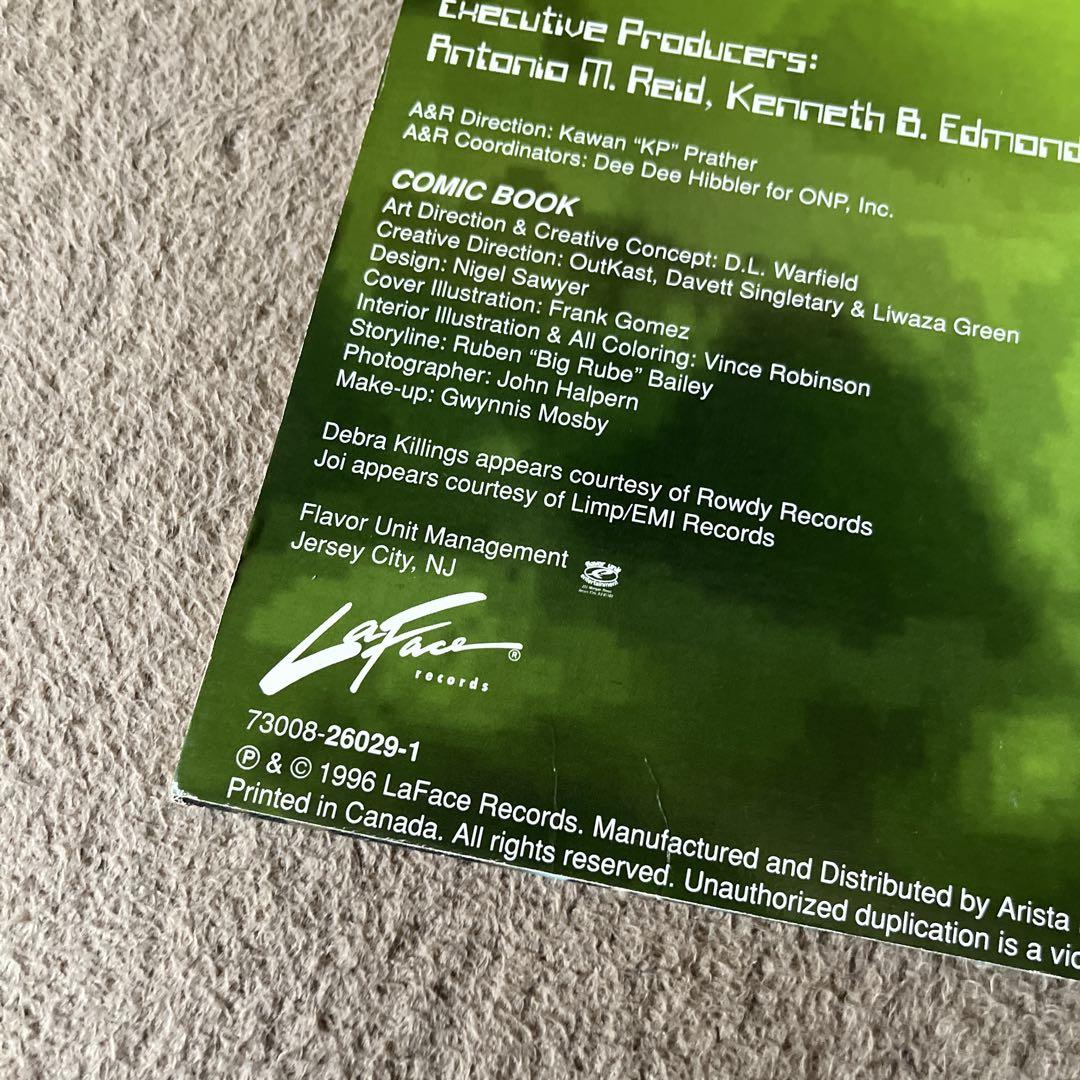 Executive Producers:
Antonio M. Reid, Kenneth B. Edmond
A&R Direction: Kawan “KP” Prather
A&R Coordinators: Dee Dee Hibbler for ONP, Inc.
COMIC BOOK
Art Direction & Creative Concept: D.L. Warfield
Creative Direction: OutKast, Davett Singletary & Liwaza Green
Design: Nigel Sawyer
Cover Illustration: Frank Gomez
Interior Illustration & All Coloring: Vince Robinson
Storyline: Ruben “Big Rube” Bailey
Photographer: John Halpern
Make-up: Gwynnis Mosby
Debra Killings appears courtesy of Rowdy Records
Joi appears courtesy of Limp/EMI Records
Flavor Unit Management
Jersey City, NJ
LaFace ®
records
73008-26029-1
℗ & © 1996 LaFace Records. Manufactured and Distributed by Arista
Printed in Canada. All rights reserved. Unauthorized duplication is a vio